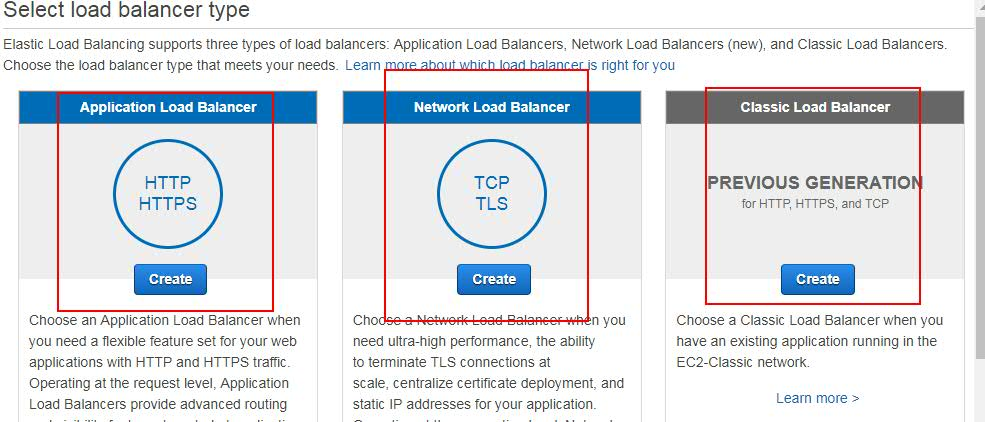 Select load balancer type
Elastic Load Balancing supports three types of load balancers: Application Load Balancers, Network Load Balancers (new), and Classic Load Balancers.
Choose the load balancer type that meets your needs. Learn more about which load balancer is right for you
Application Load Balancer
HTTP
HTTPS
Create
Choose an Application Load Balancer when
you need a flexible feature set for your web
applications with HTTP and HTTPS traffic.
Operating at the request level, Application
Load Balancers provide advanced routing
Network Load Balancer
TCP
TLS
Create
Choose a Network Load Balancer when you
need ultra-high performance, the ability
to terminate TLS connections at
scale, centralize certificate deployment, and
static IP addresses for your application.
Classic Load Balancer
PREVIOUS GENERATION
for HTTP, HTTPS, and TCP
Create
Choose a Classic Load Balancer when you
have an existing application running in the
EC2-Classic network.
Learn more >